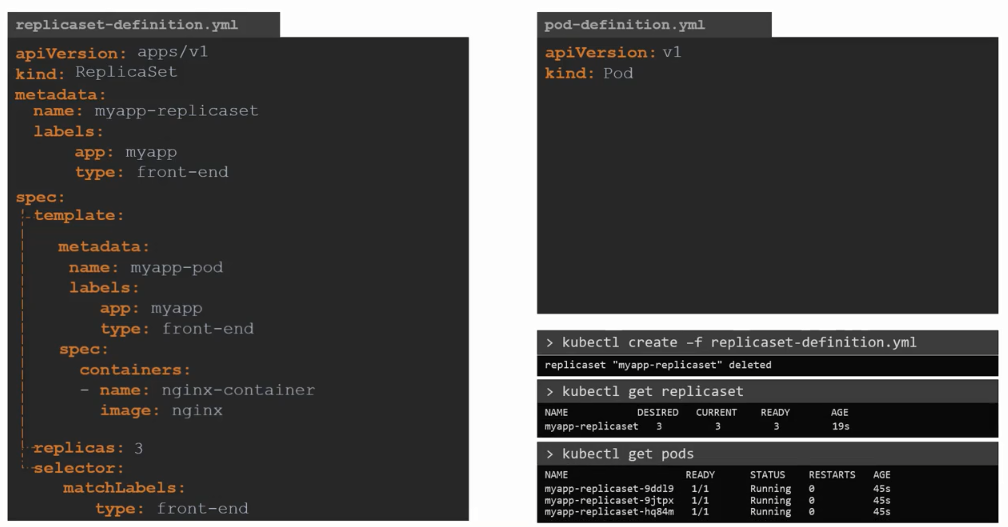 replicaset-definition.yml
apiVersion: apps/v1
kind: ReplicaSet
metadata:
name: myapp-replicaset
labels:
app: myapp
type: front-end
spec:
template:
metadata:
name: myapp-pod
labels:
app: myapp
type: front-end
spec:
containers:
- name: nginx-container
image: nginx
replicas: 3
selector:
matchLabels:
type: front-end
pod-definition.yml
apiVersion: v1
kind: Pod
> kubectl create –f replicaset-definition.yml
replicaset "myapp-replicaset" deleted
> kubectl get replicaset
NAME DESIRED CURRENT READY AGE
myapp-replicaset 3 3 3 19s
> kubectl get pods
NAME READY STATUS RESTARTS AGE
myapp-replicaset-9ddl9 1/1 Running 0 45s
myapp-replicaset-9jtpx 1/1 Running 0 45s
myapp-replicaset-hq84m 1/1 Running 0 45s